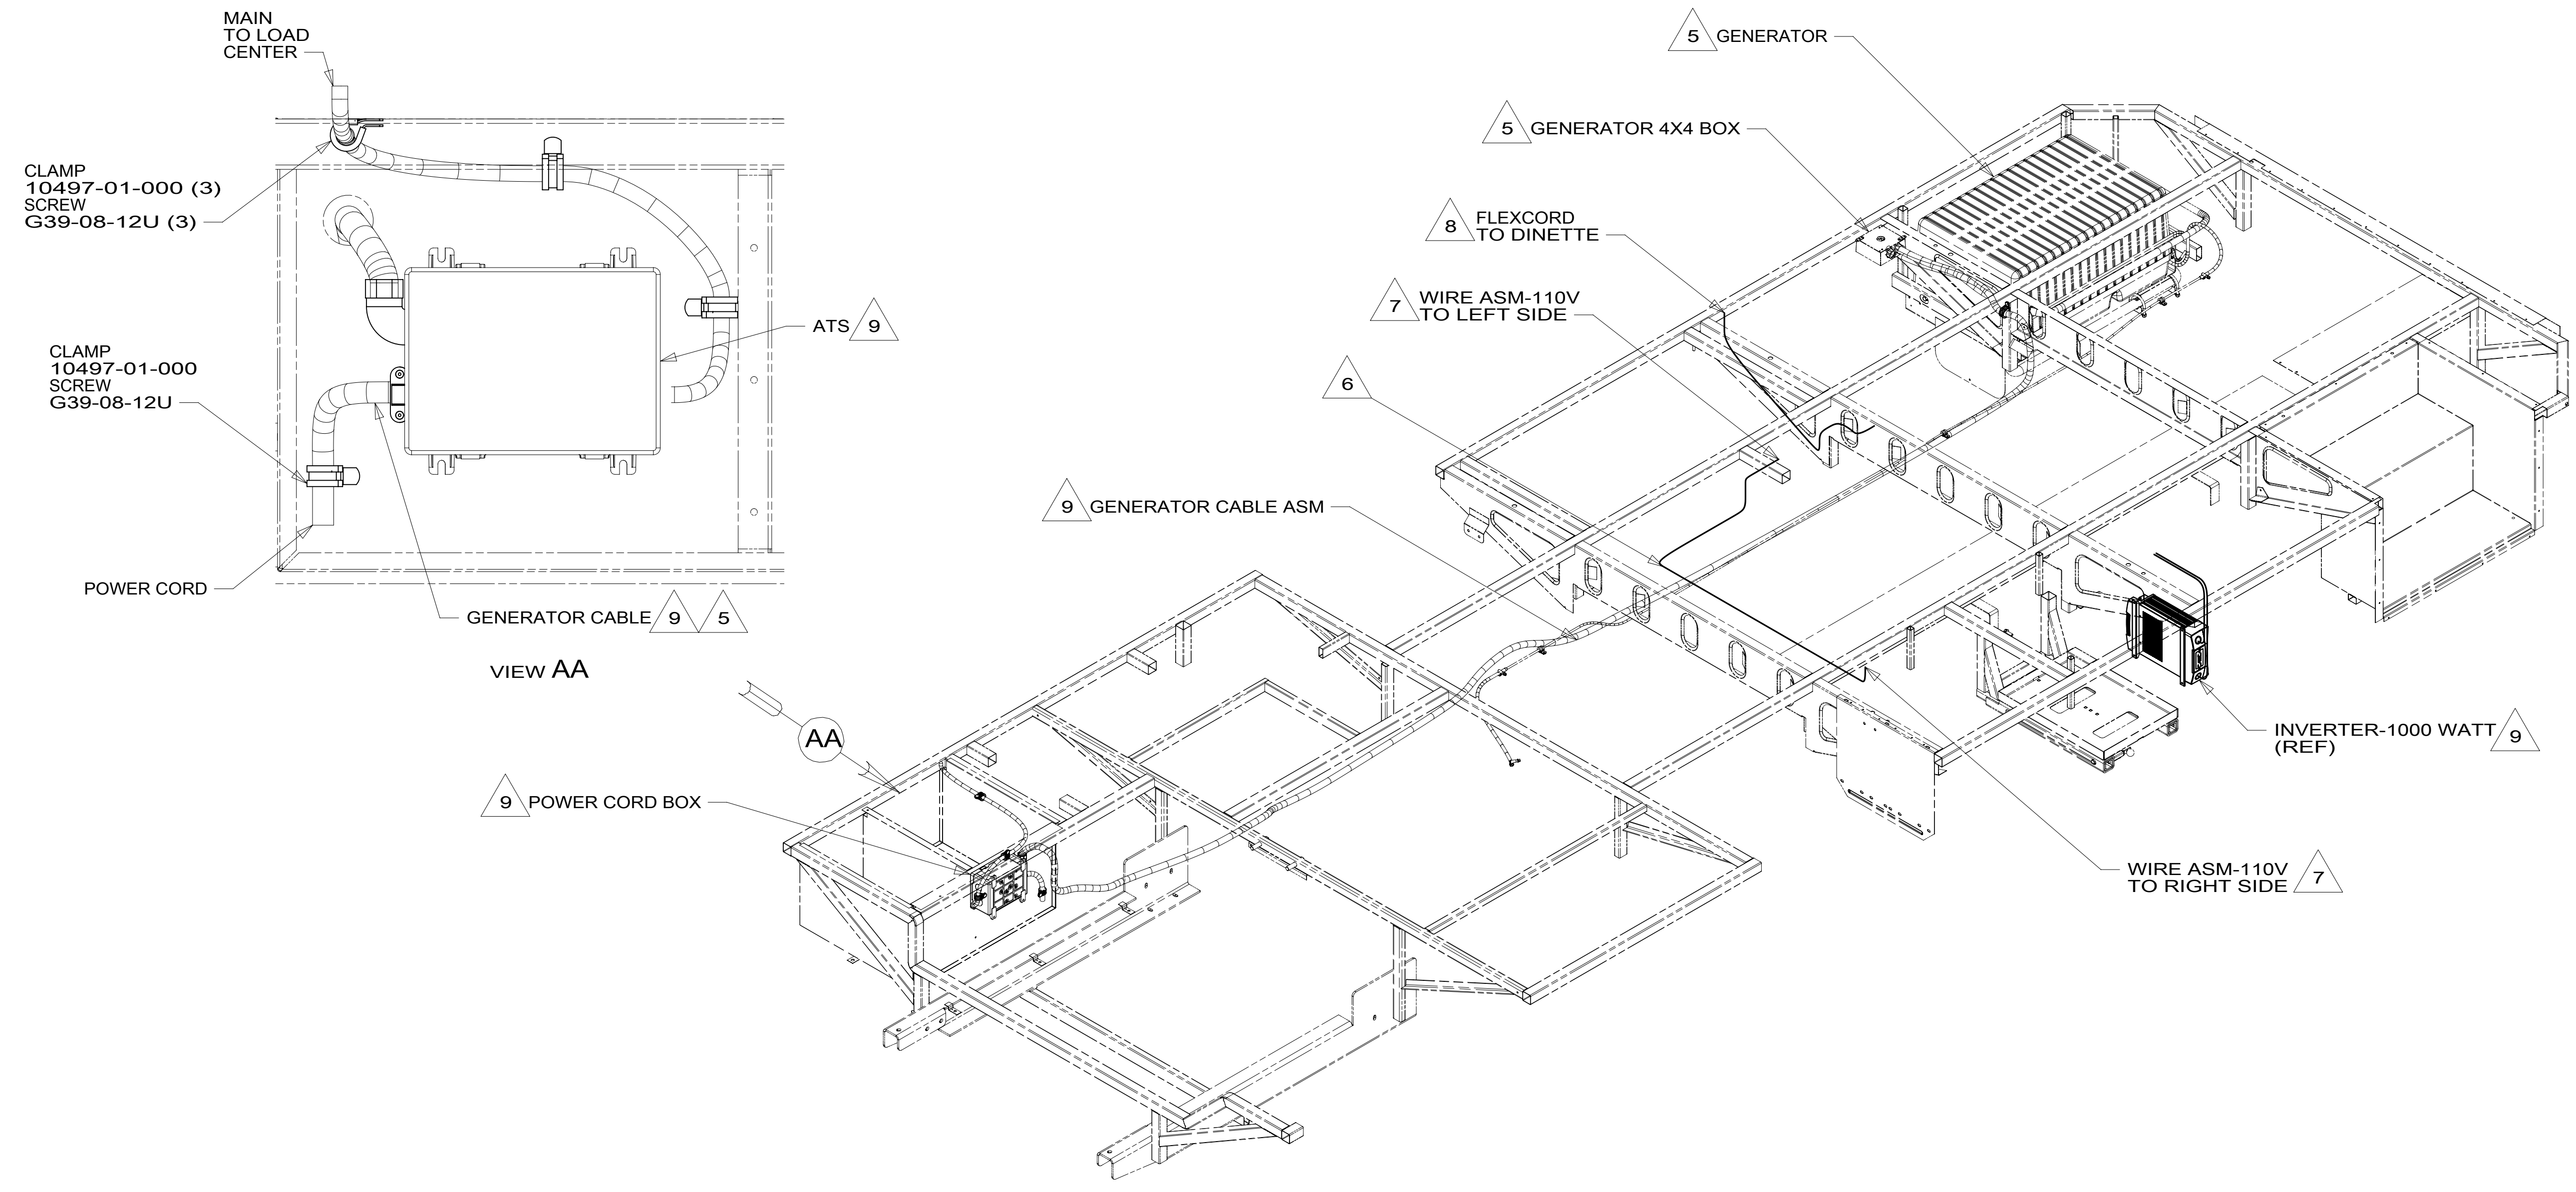 MAIN
TO LOAD
CENTER
CLAMP
10497-01-000 (3)
SCREW
G39-08-12U (3)
CLAMP
10497-01-000
SCREW
G39-08-12U
ATS 9
POWER CORD
GENERATOR CABLE 9 5
VIEW AA
AA
5 GENERATOR
5 GENERATOR 4X4 BOX
8 FLEXCORD
TO DINETTE
7 WIRE ASM-110V
TO LEFT SIDE
6
9 GENERATOR CABLE ASM
9 POWER CORD BOX
INVERTER-1000 WATT 9
(REF)
WIRE ASM-110V
TO RIGHT SIDE 7